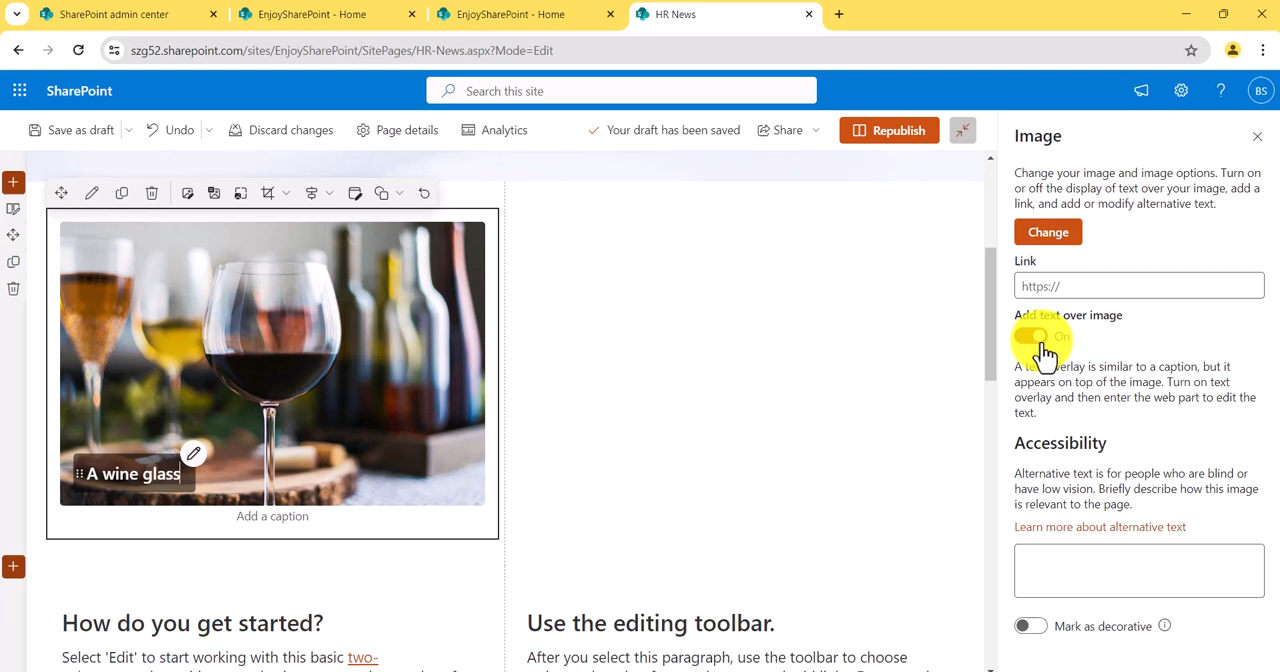 SharePoint admin center
EnjoySharePoint - Home
EnjoySharePoint - Home
HR News
szg52.sharepoint.com/sites/EnjoySharePoint/SitePages/HR-News.aspx?Mode=Edit
SharePoint
Search this site
BS
Save as draft
Undo
Discard changes
Page details
Analytics
Your draft has been saved
Share
Republish
Image
Change your image and image options. Turn on
or off the display of text over your image, add a
link, and add or modify alternative text.
Change
Link
https://
Add text over image
On
A text overlay is similar to a caption, but it
appears on top of the image. Turn on text
overlay and then enter the web part to edit the
text.
Accessibility
Alternative text is for people who are blind or
have low vision. Briefly describe how this image
is relevant to the page.
Learn more about alternative text
Mark as decorative
A wine glass
Add a caption
How do you get started?
Select 'Edit' to start working with this basic two-
Use the editing toolbar.
After you select this paragraph, use the toolbar to choose